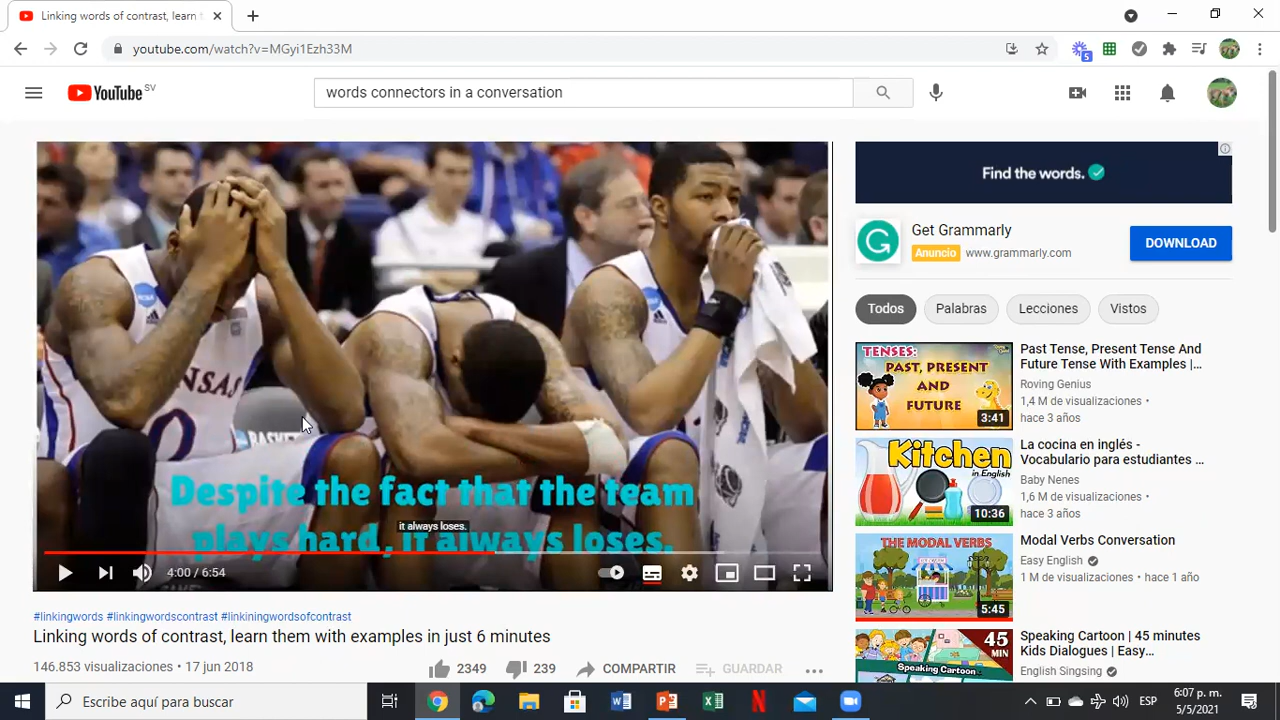 Linking words of contrast, learn t
youtube.com/watch?v=MGyi1Ezh33M
5
YouTube SV
words connectors in a conversation
NSAS
0
BASKE
Despite the fact that the team
plays hard, it always loses.
it always loses.
4:00 / 6:54
#linkingwords #linkingwordscontrast #linkiningwordsofcontrast
Linking words of contrast, learn them with examples in just 6 minutes
146.853 visualizaciones • 17 jun 2018
2349
239
COMPARTIR
GUARDAR
Find the words.
Get Grammarly
Anuncio www.grammarly.com
DOWNLOAD
Todos
Palabras
Lecciones
Vistos
TENSES:
PAST, PRESENT
AND
FUTURE
3:41
Past Tense, Present Tense And
Future Tense With Examples |...
Roving Genius
1,4 M de visualizaciones •
hace 3 años
Kitchen
in English
10:36
La cocina en inglés -
Vocabulario para estudiantes ...
Baby Nenes
1,6 M de visualizaciones •
hace 3 años
THE MODAL VERBS
5:45
Modal Verbs Conversation
Easy English
1 M de visualizaciones • hace 1 año
45
MIN
Speaking Cartoon
Speaking Cartoon | 45 minutes
Kids Dialogues | Easy...
English Singsing
Escribe aquí para buscar
ESP
6:07 p. m.
5/5/2021